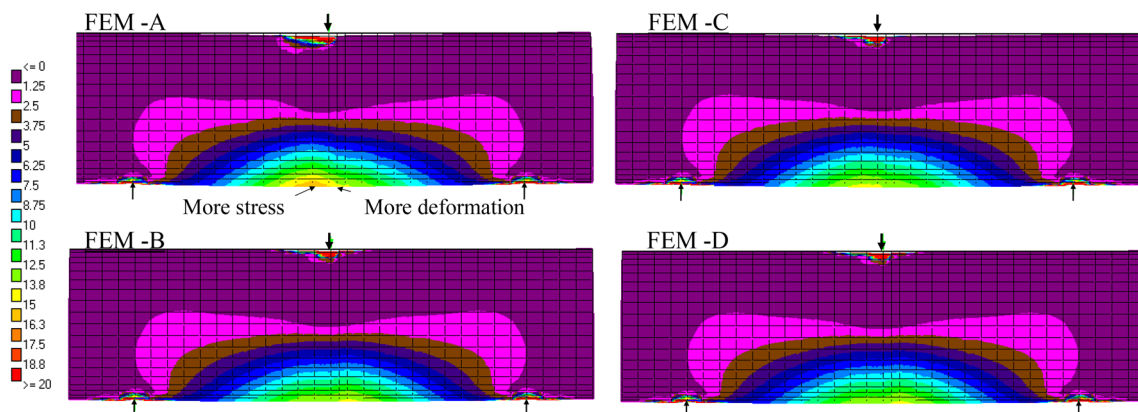 FEM -A
FEM -C
<= 0
1.25
2.5
3.75
5
6.25
7.5
8.75
10
11.3
12.5
13.8
15
16.3
17.5
18.8
>= 20
More stress
More deformation
FEM -B
FEM -D